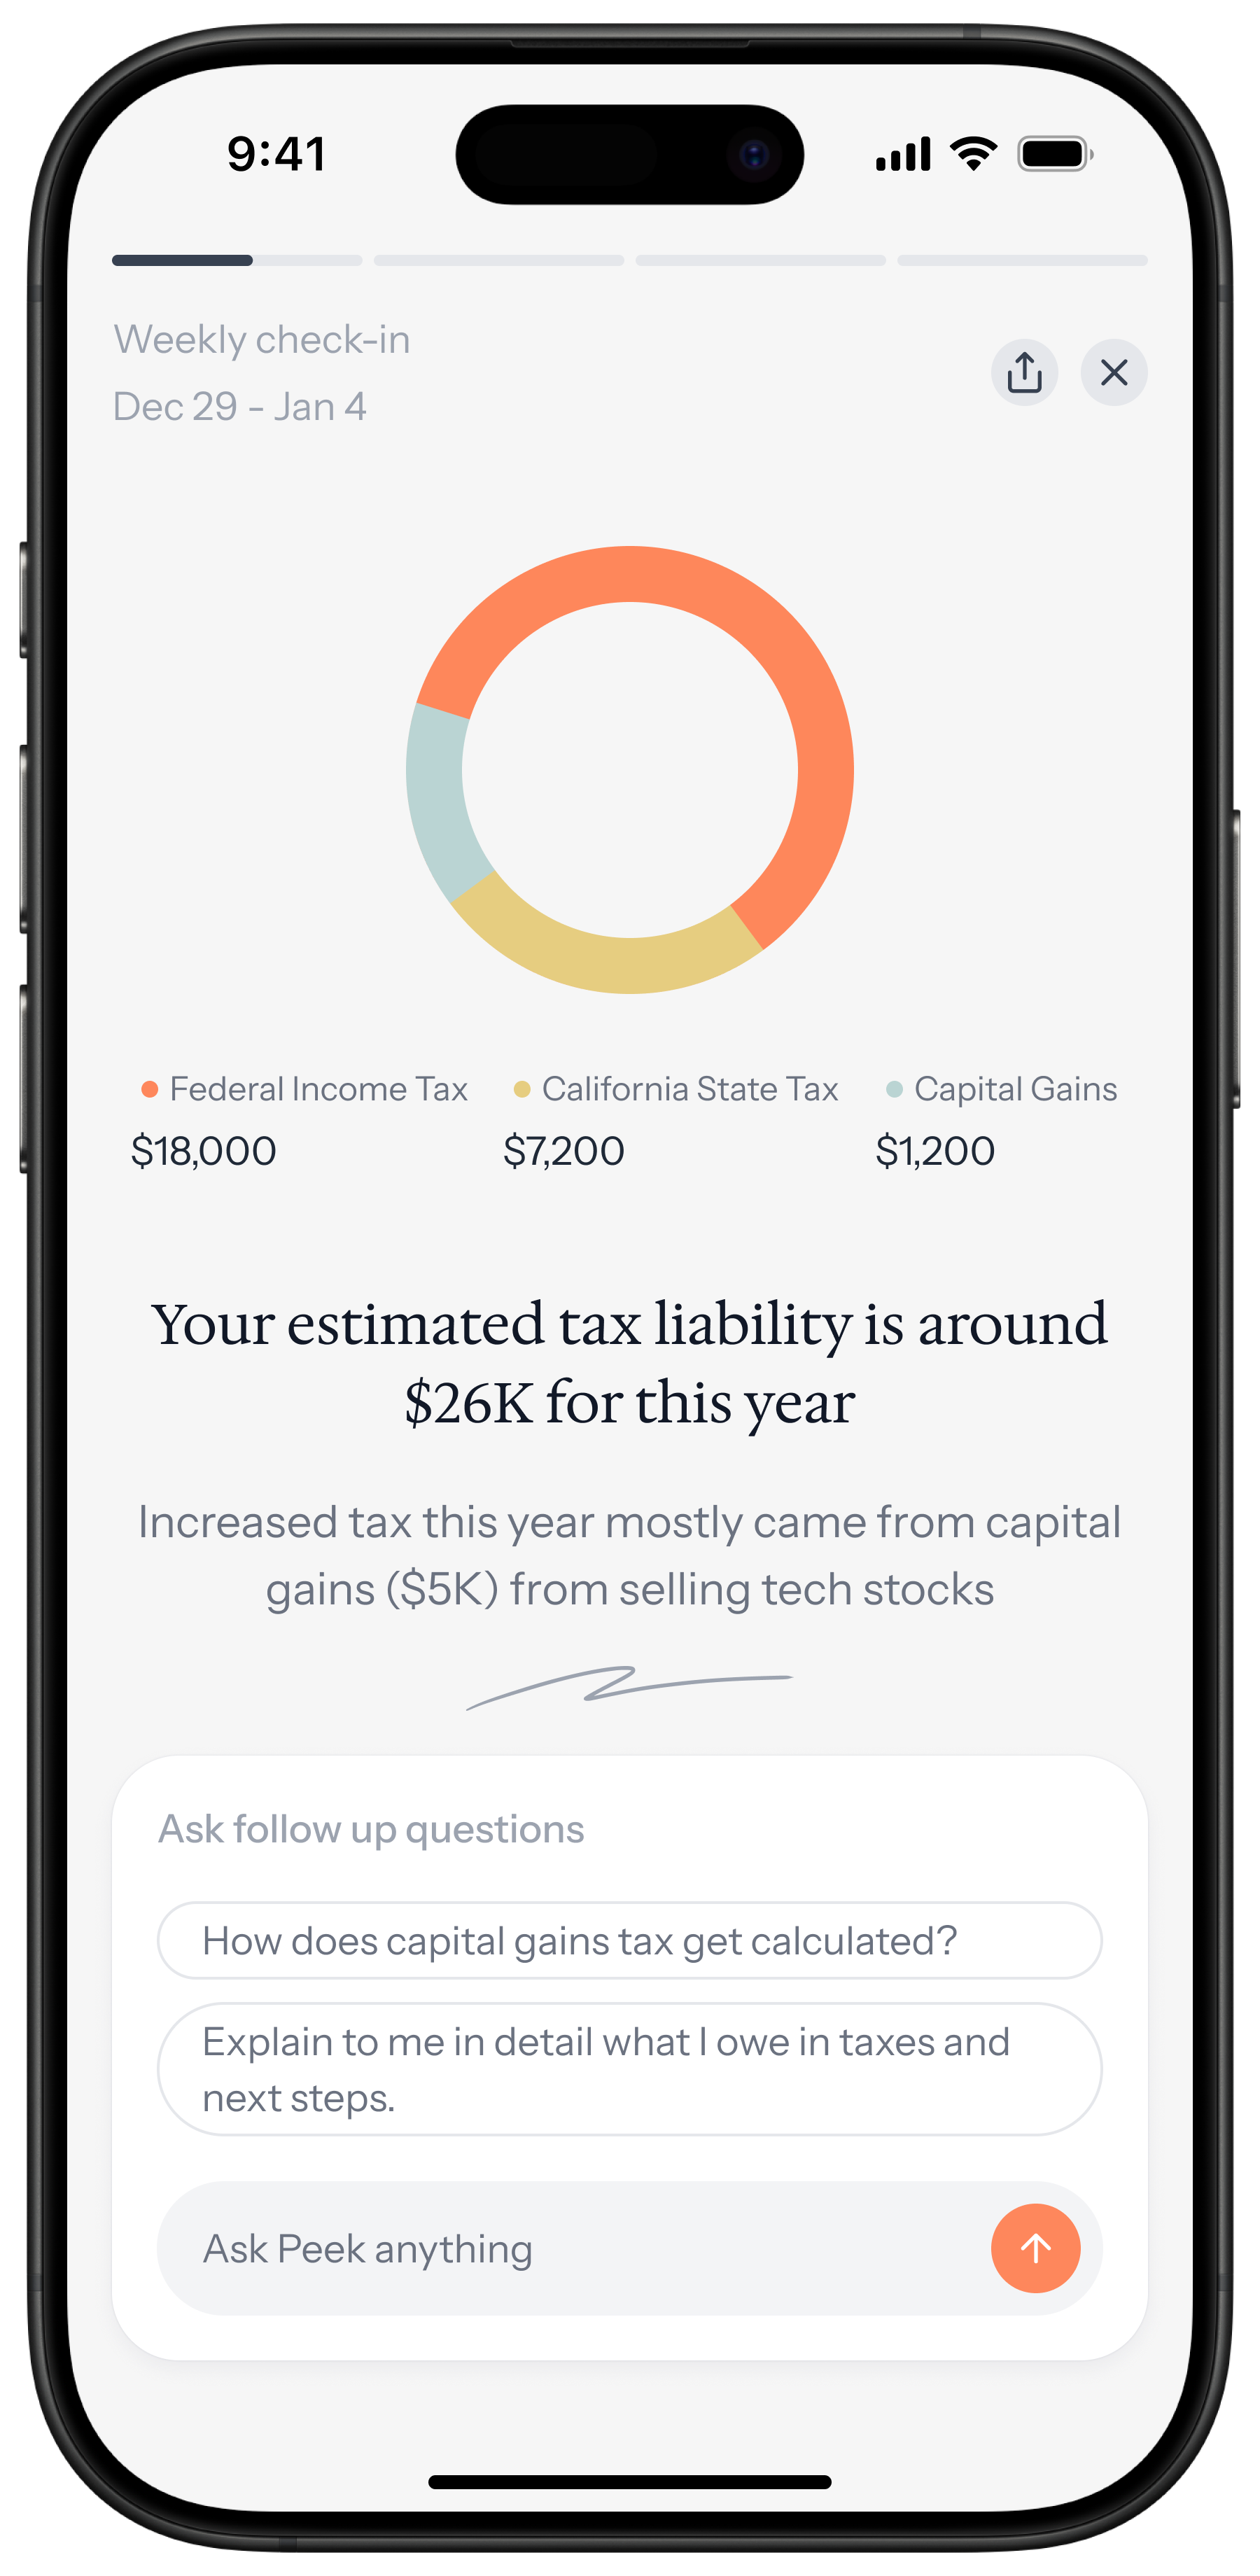 9:41
Weekly check-in
Dec 29 - Jan 4
Federal Income Tax
$18,000
California State Tax
$7,200
Capital Gains
$1,200
Your estimated tax liability is around
$26K for this year
Increased tax this year mostly came from capital
gains ($5K) from selling tech stocks
Ask follow up questions
How does capital gains tax get calculated?
Explain to me in detail what I owe in taxes and
next steps.
Ask Peek anything